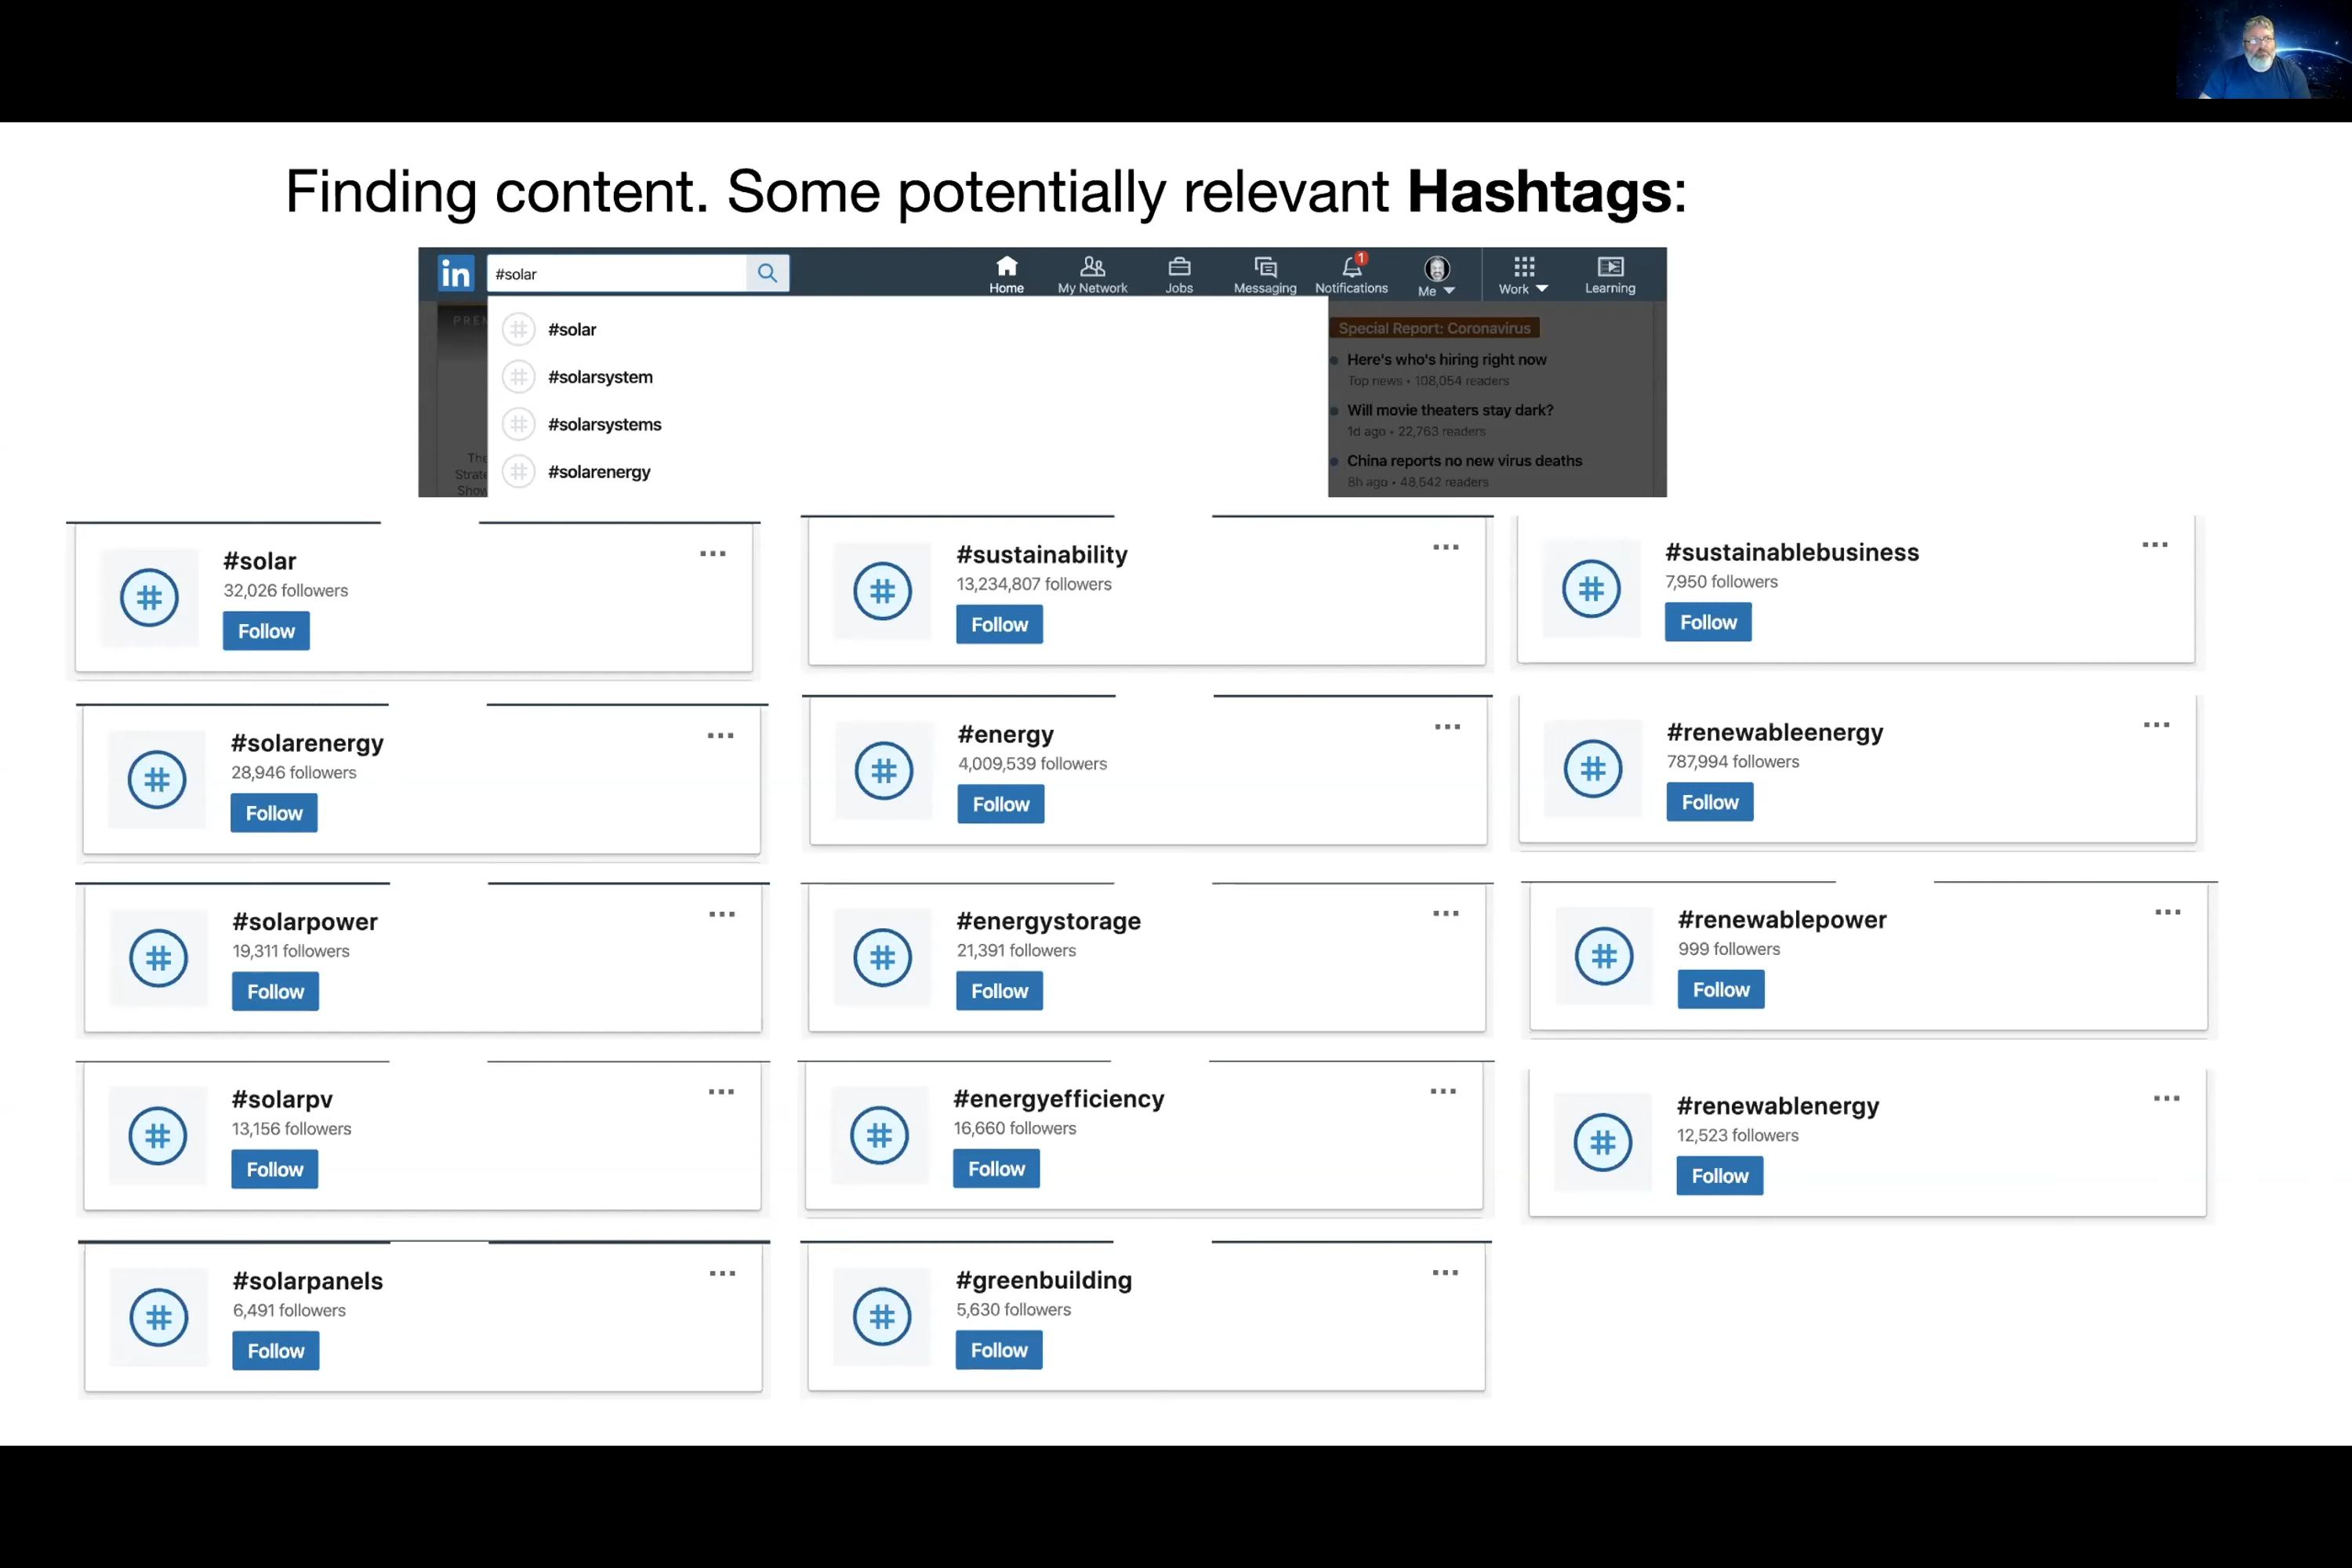 Finding content. Some potentially relevant Hashtags:
in
#solar
Home
My Network
Jobs
Messaging
1
Notifications
Me
Work
Learning
#solar
#solarsystem
#solarsystems
#solarenergy
The
Strate
Show
Special Report: Coronavirus
Here's who's hiring right now
Top news • 108,054 readers
Will movie theaters stay dark?
1d ago • 22,763 readers
China reports no new virus deaths
8h ago • 48,542 readers
#solar
32,026 followers
Follow
#sustainability
13,234,807 followers
Follow
#sustainablebusiness
7,950 followers
Follow
#solarenergy
28,946 followers
Follow
#energy
4,009,539 followers
Follow
#renewableenergy
787,994 followers
Follow
#solarpower
19,311 followers
Follow
#energystorage
21,391 followers
Follow
#renewablepower
999 followers
Follow
#solarpv
13,156 followers
Follow
#energyefficiency
16,660 followers
Follow
#renewablenergy
12,523 followers
Follow
#solarpanels
6,491 followers
Follow
#greenbuilding
5,630 followers
Follow